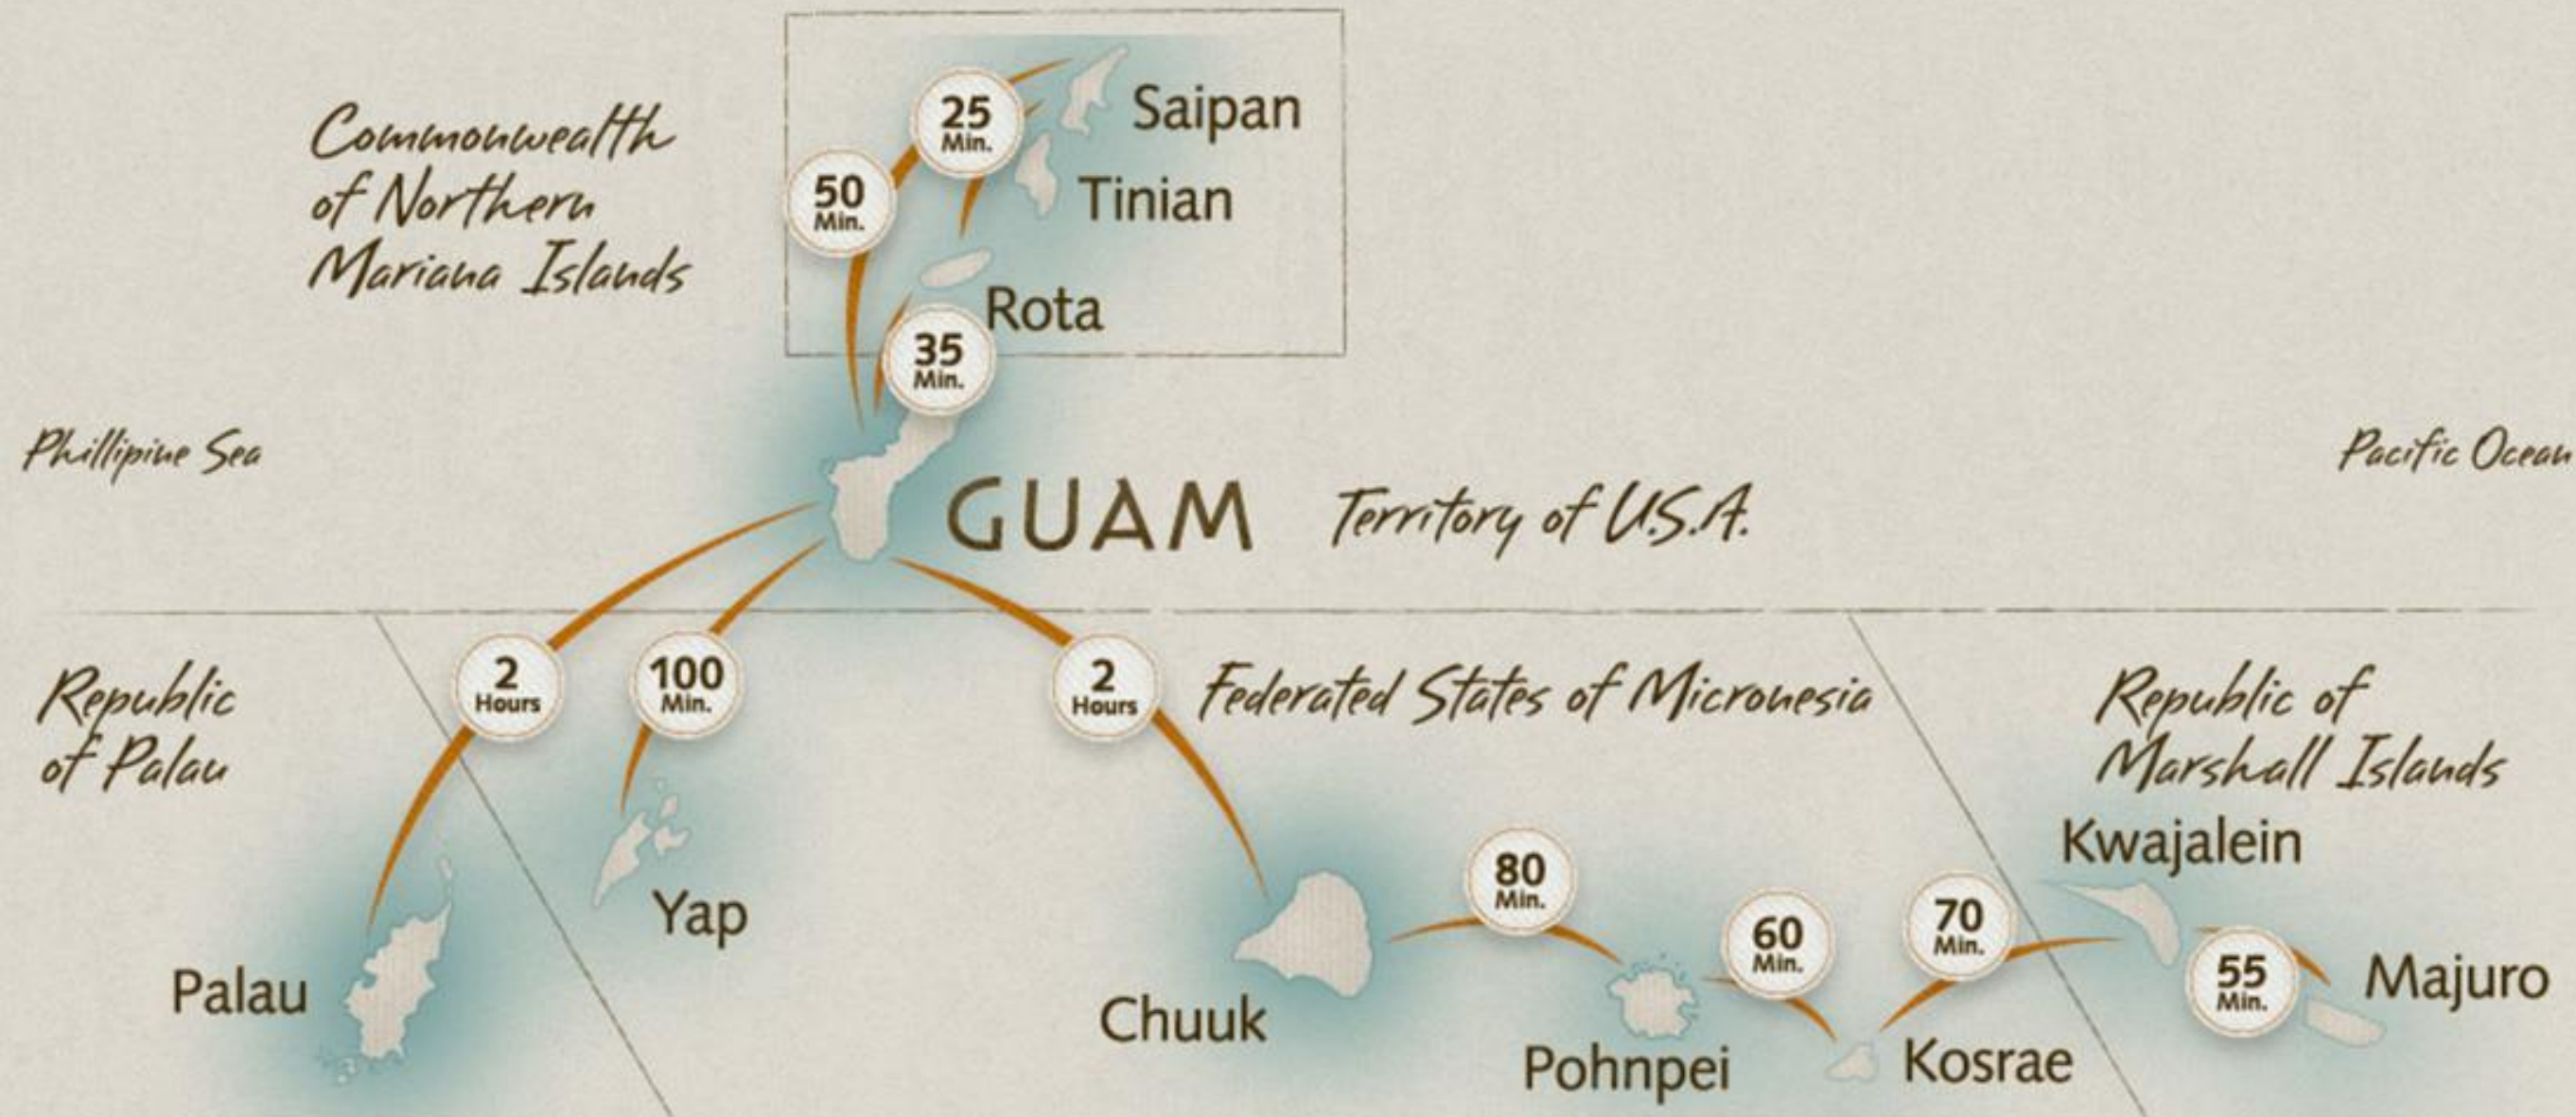 Commonwealth
of Northern
Mariana Islands
25
Min.
Saipan
50
Min.
Tinian
Rota
35
Min.
Phillipine Sea
Pacific Ocean
GUAM
Territory of U.S.A.
Republic
of Palau
2
Hours
100
Min.
2
Hours
Federated States of Micronesia
Republic of
Marshall Islands
Kwajalein
80
Min.
Yap
60
Min.
70
Min.
55
Min.
Majuro
Palau
Chuuk
Pohnpei
Kosrae